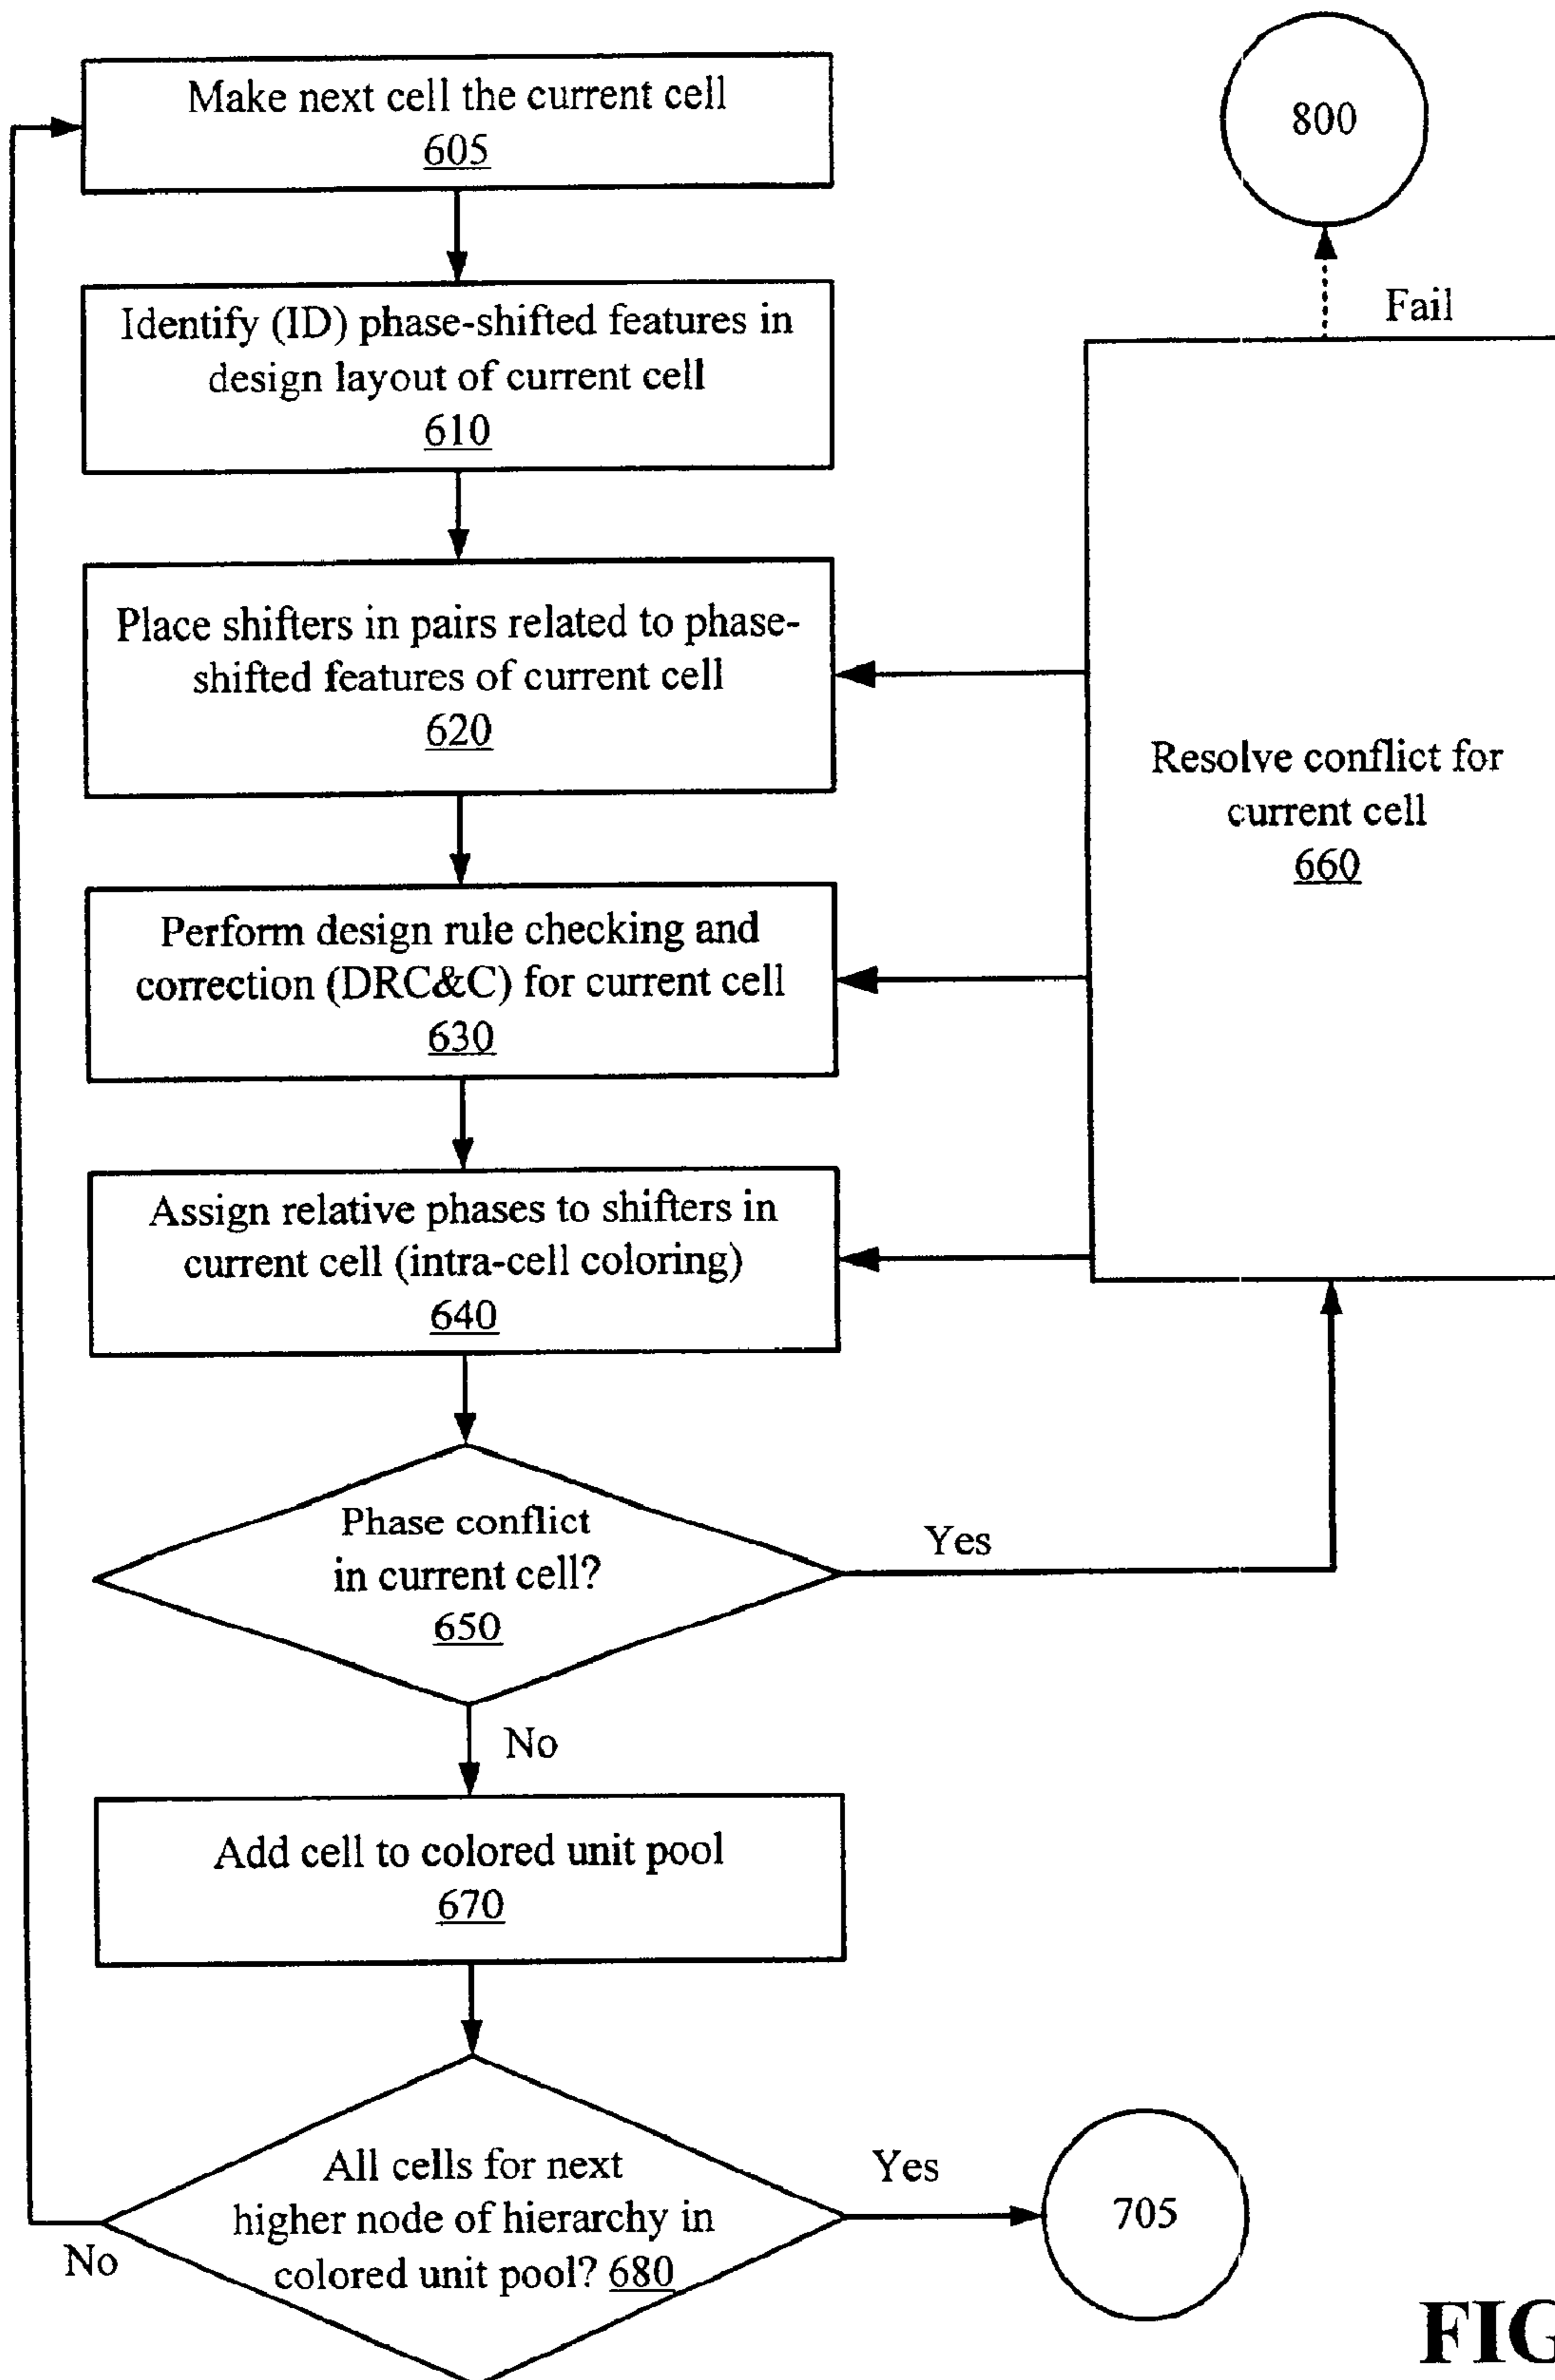 Make next cell the current cell
605
800
Identify (ID) phase-shifted features in
design layout of current cell
610
Fail
Place shifters in pairs related to phase-
shifted features of current cell
620
Resolve conflict for
current cell
660
Perform design rule checking and
correction (DRC&C) for current cell
630
Assign relative phases to shifters in
current cell (intra-cell coloring)
640
Phase conflict
in current cell?
650
Yes
No
Add cell to colored unit pool
670
All cells for next
higher node of hierarchy in
colored unit pool? 680
Yes
705
No
FIG